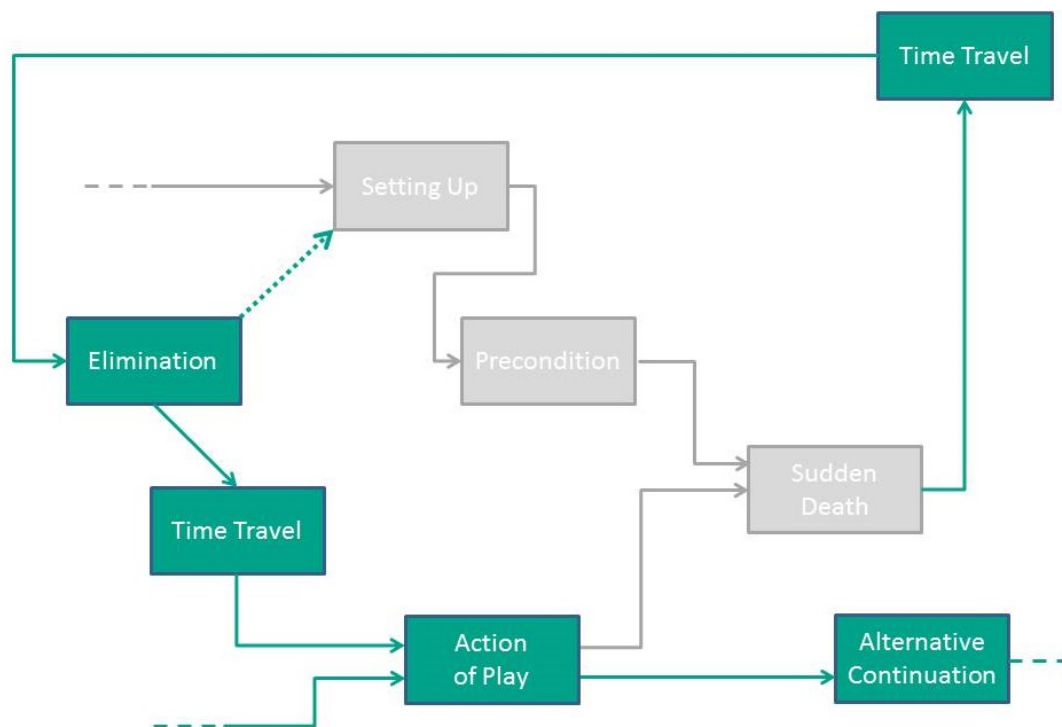 Time Travel
Setting Up
Elimination
Precondition
Sudden
Death
Time Travel
Action
of Play
Alternative
Continuation